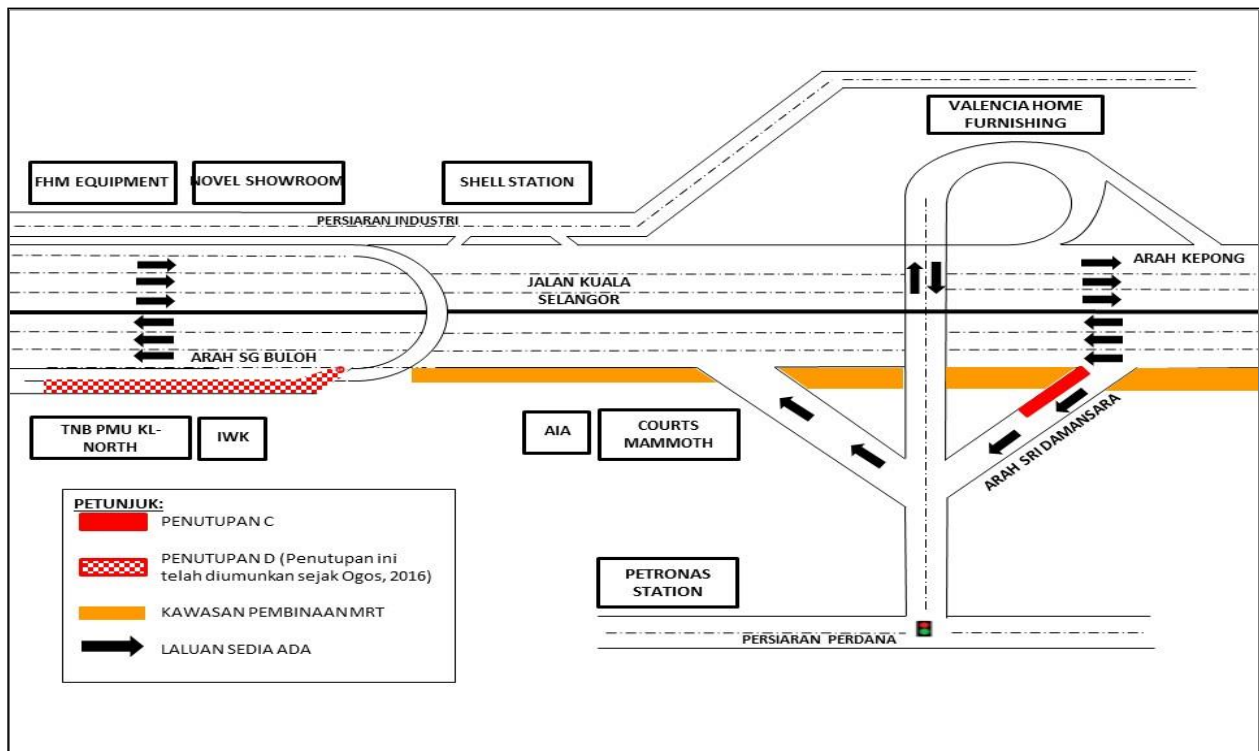 VALENCIA HOME
FURNISHING
FHM EQUIPMENT
NOVEL SHOWROOM
SHELL STATION
PERSIARAN INDUSTRI
ARAH KEPONG
JALAN KUALA
SELANGOR
ARAH SG BULOH
TNB PMU KL-
NORTH
IWK
AIA
COURTS
MAMMOTH
ARAH SRI DAMANSARA
PETUNJUK:
PENUTUPAN C
PENUTUPAN D (Penutupan ini
telah diumunkan sejak Ogos, 2016)
KAWASAN PEMBINAAN MRT
LALUAN SEDIA ADA
PETRONAS
STATION
PERSIARAN PERDANA